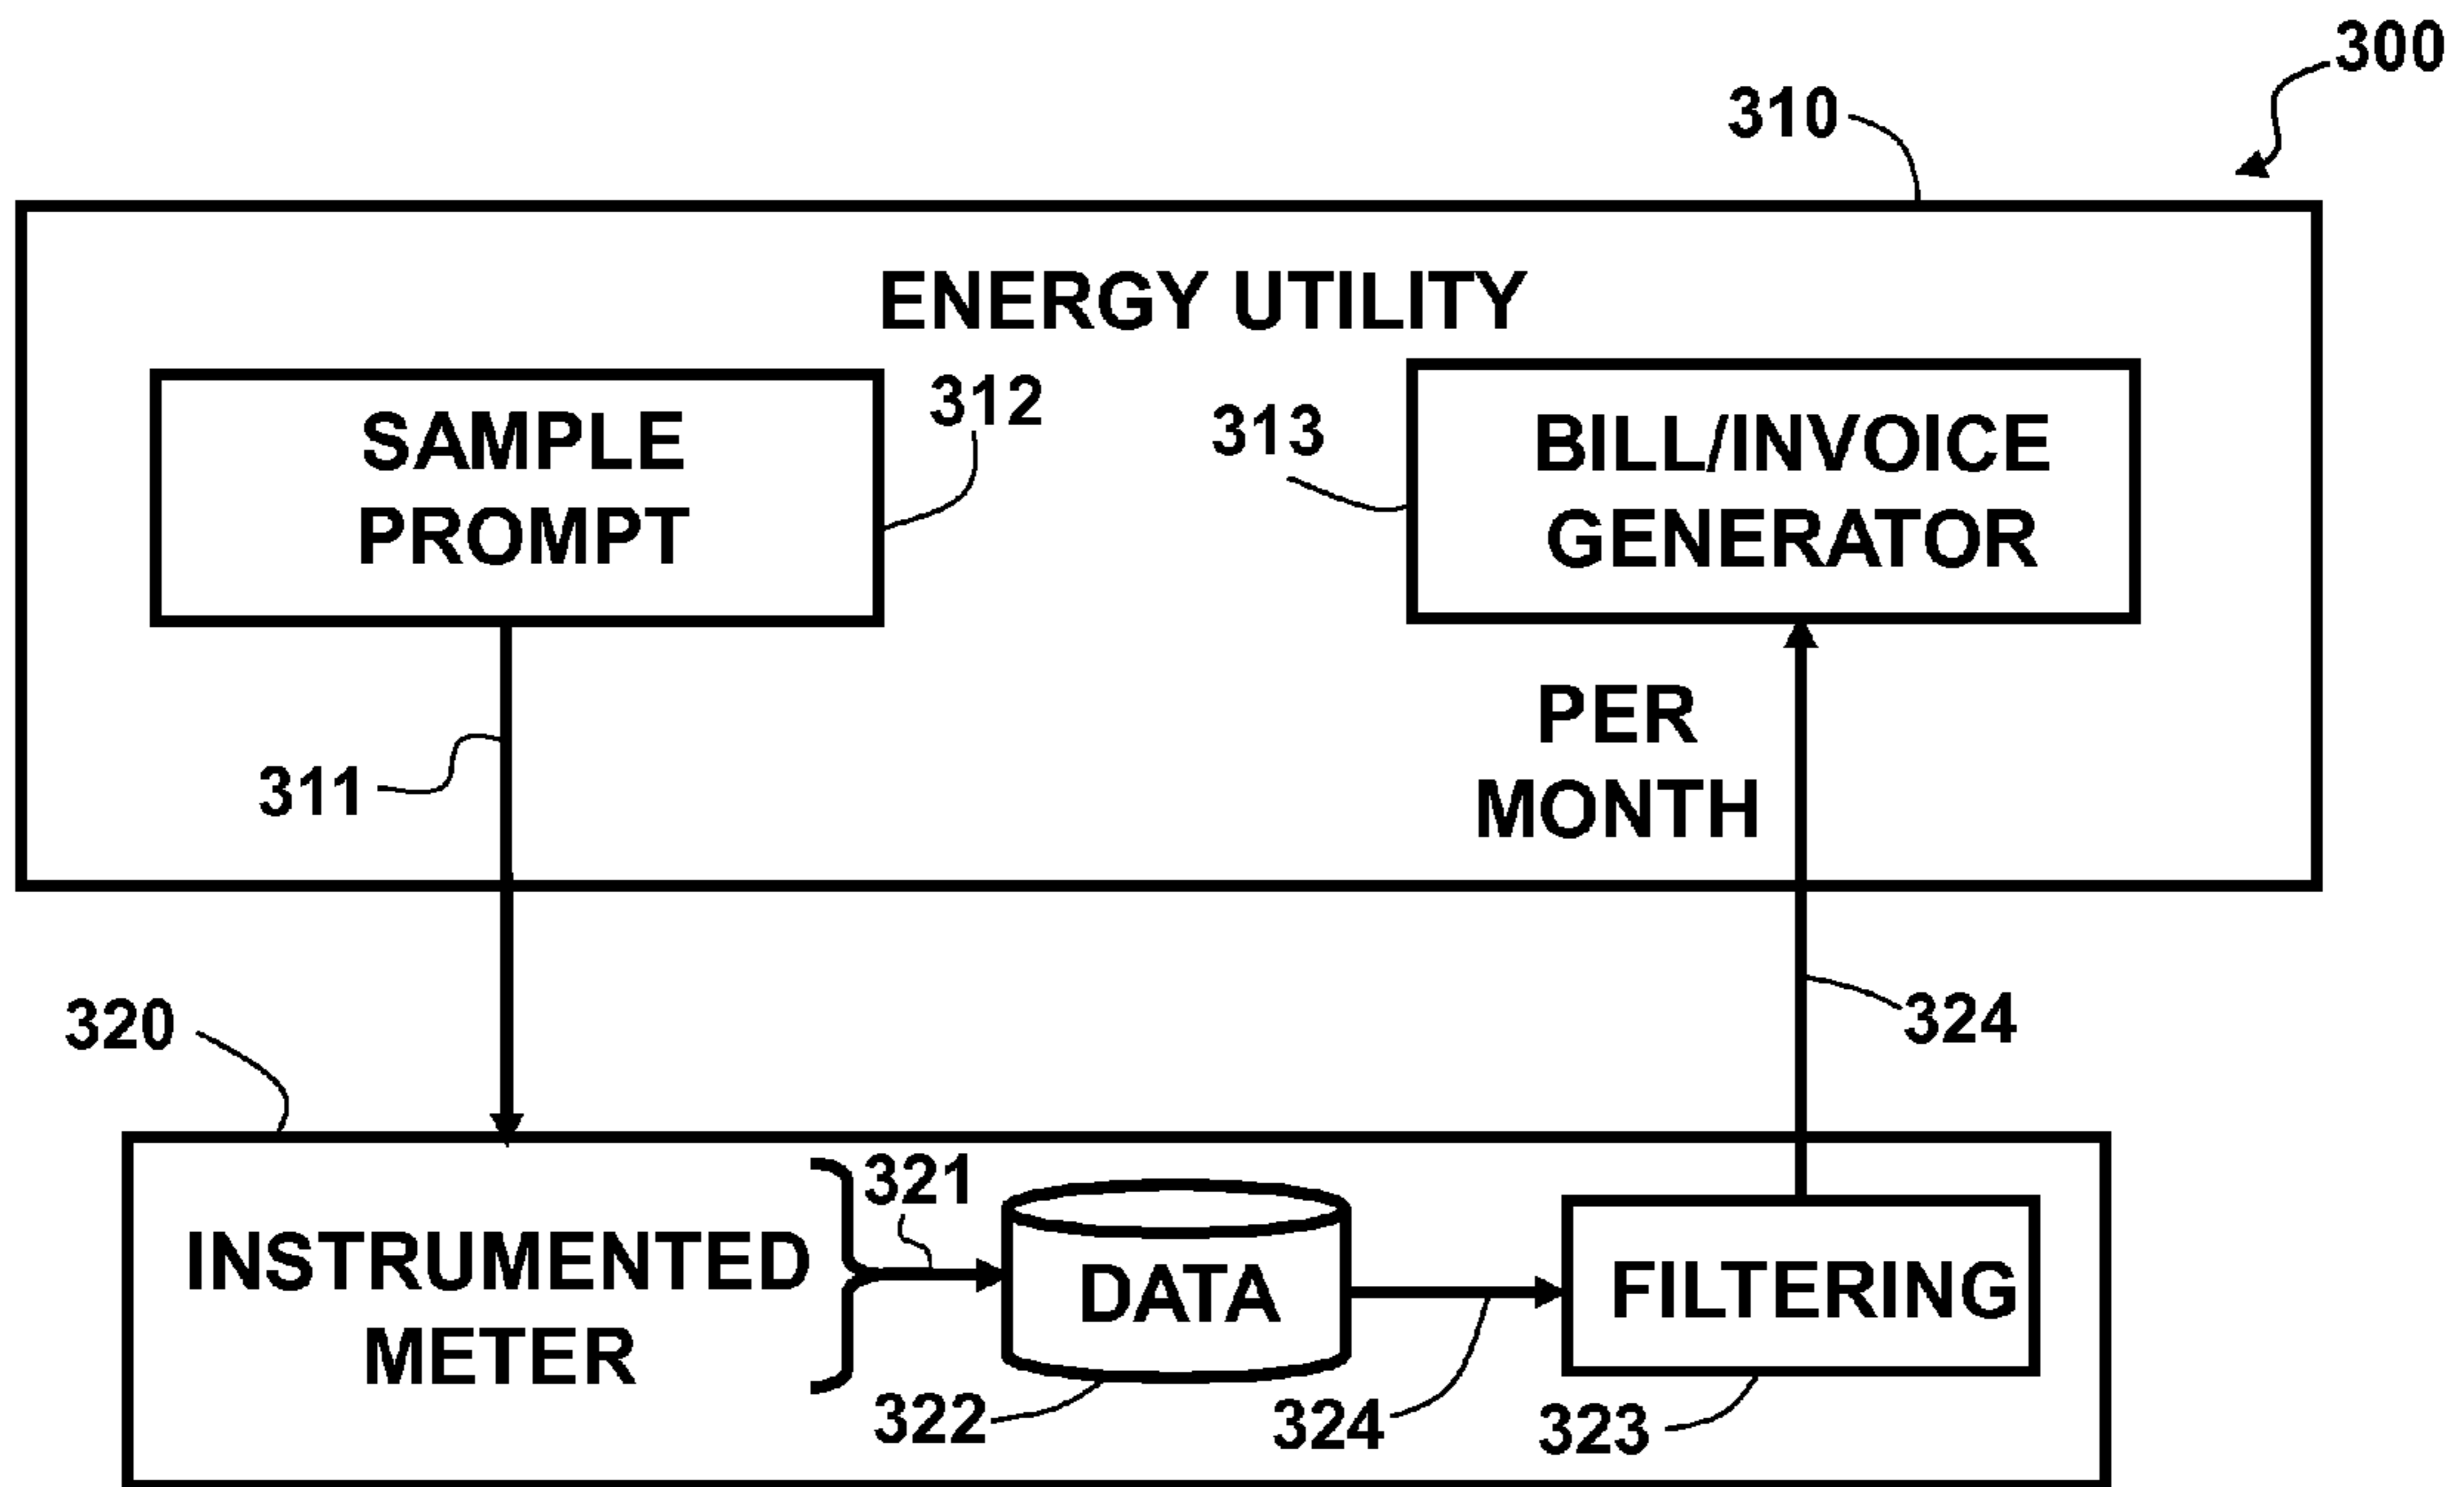 300
310
ENERGY UTILITY
SAMPLE
PROMPT
312
313
BILL/INVOICE
GENERATOR
311
PER
MONTH
320
324
INSTRUMENTED
METER
321
DATA
FILTERING
322
324
323